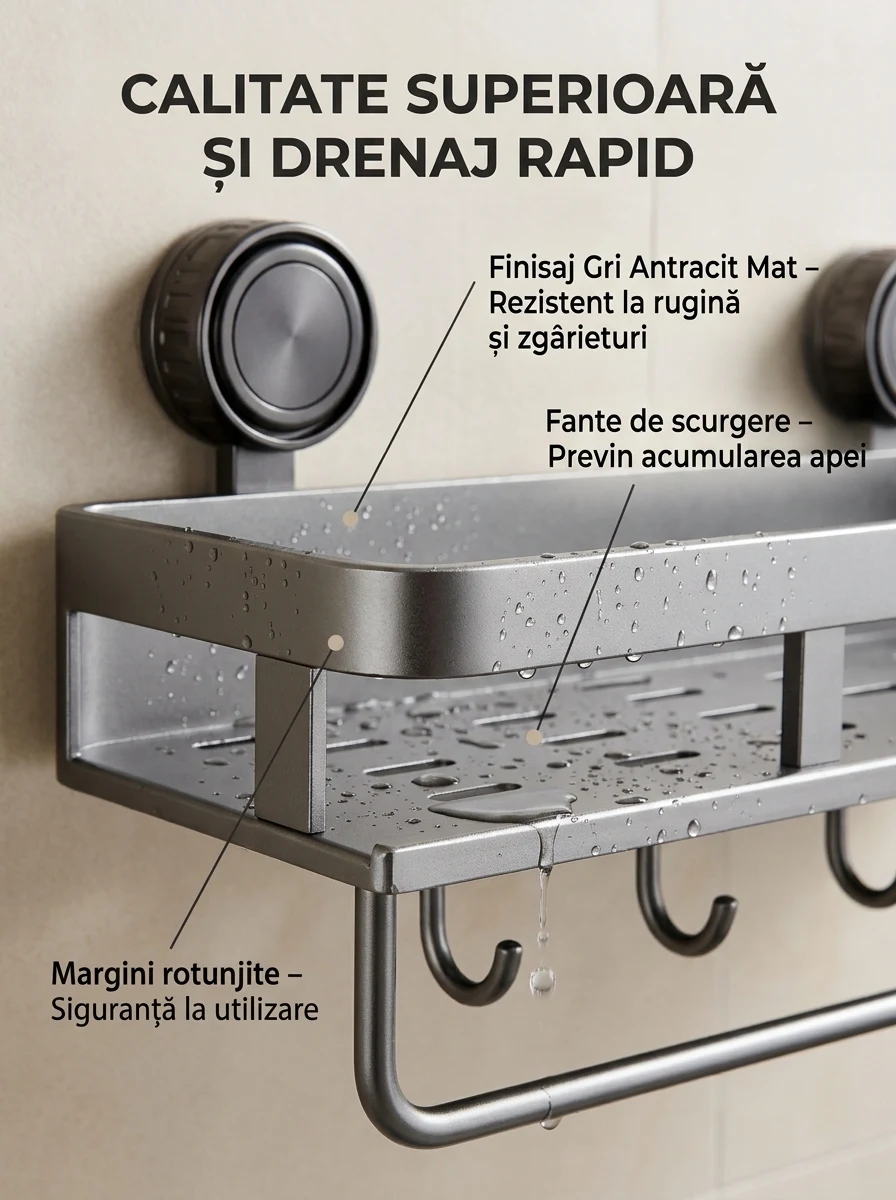 CALITATE SUPERIOARĂ
ȘI DRENAJ RAPID
Finisaj Gri Antracit Mat –
Rezistent la rugină
și zgârieturi
Fante de scurgere –
Previn acumularea apei
Margini rotunjite –
Siguranță la utilizare